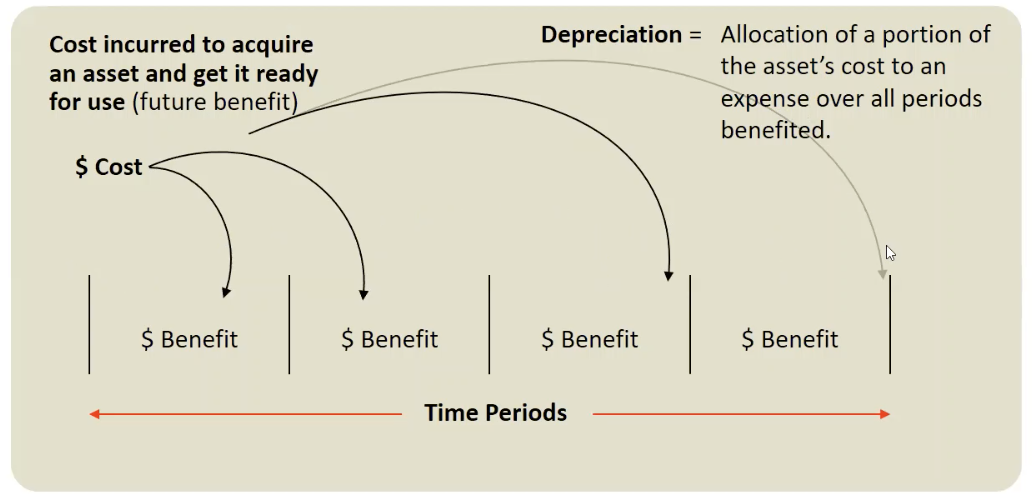 Cost incurred to acquire
an asset and get it ready
for use (future benefit)
Depreciation = Allocation of a portion of
the asset’s cost to an
expense over all periods
benefited.
$ Cost
$ Benefit $ Benefit $ Benefit $ Benefit
Time Periods